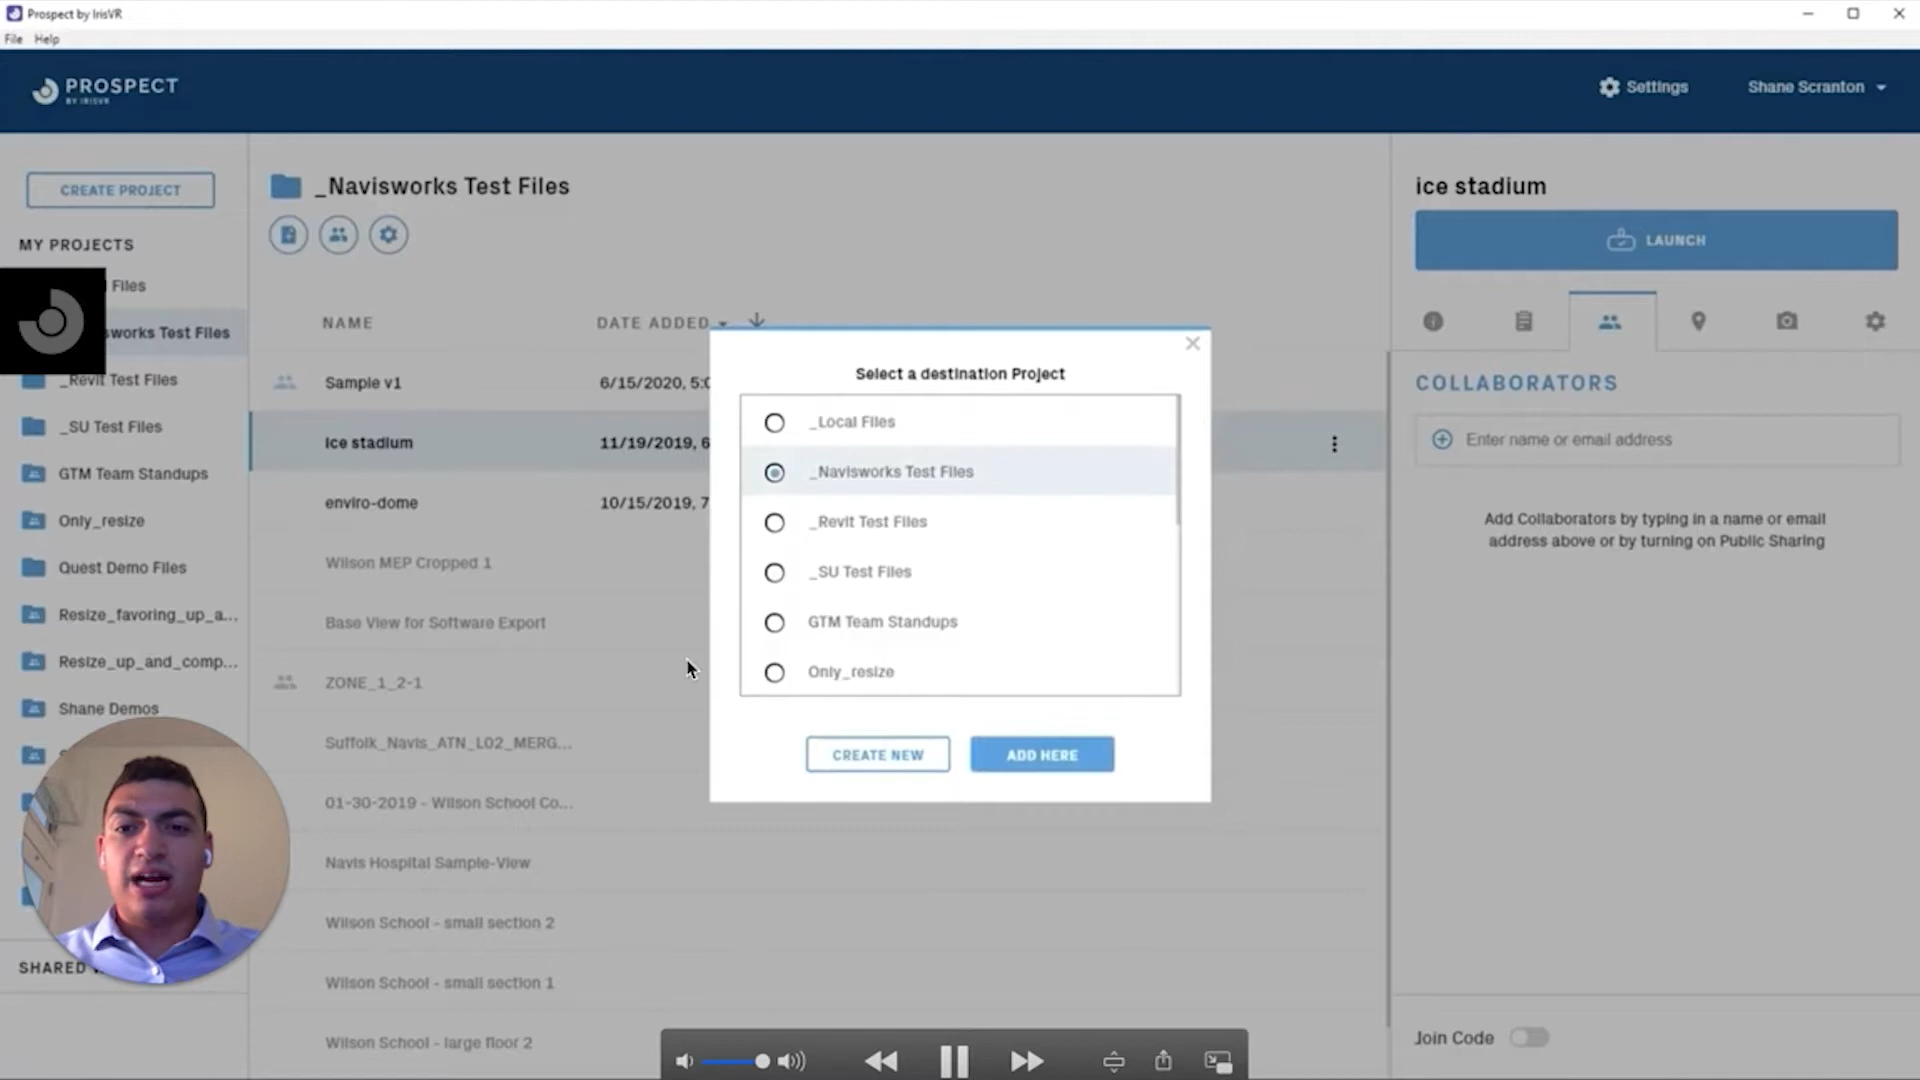 Prospect by IrisVR
File Help
PROSPECT
BY IRISVR
Settings
Shane Scranton
CREATE PROJECT
MY PROJECTS
Files
sworks Test Files
_Revit Test Files
_SU Test Files
GTM Team Standups
Only_resize
Quest Demo Files
Resize_favoring_up_a...
Resize_up_and_comp...
Shane Demos
SHARED
_Navisworks Test Files
NAME DATE ADDED
Sample v1 6/15/2020, 5:0
ice stadium 11/19/2019, 6
enviro-dome 10/15/2019, 7
Wilson MEP Cropped 1
Base View for Software Export
ZONE_1_2-1
Suffolk_Navis_ATN_L02_MERG...
01-30-2019 - Wilson School Co...
Navis Hospital Sample-View
Wilson School - small section 2
Wilson School - small section 1
Wilson School - large floor 2
Select a destination Project
_Local Files
_Navisworks Test Files
_Revit Test Files
_SU Test Files
GTM Team Standups
Only_resize
CREATE NEW
ADD HERE
ice stadium
LAUNCH
COLLABORATORS
Enter name or email address
Add Collaborators by typing in a name or email
address above or by turning on Public Sharing
Join Code